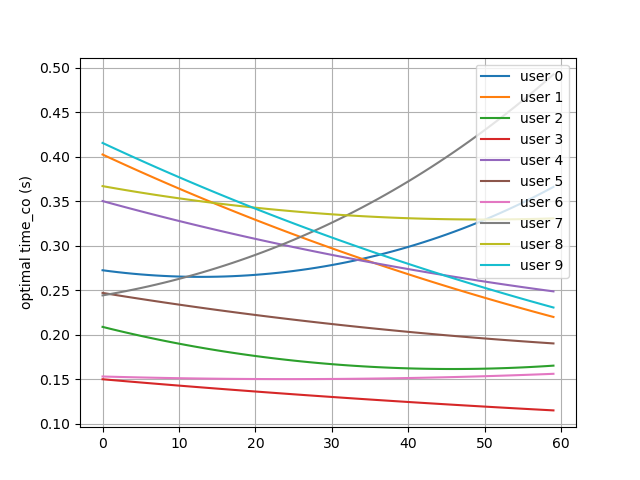 optimal time_co (s)
0.50
0.45
0.40
0.35
0.30
0.25
0.20
0.15
0.10
0
10
20
30
40
50
60
user 0
user 1
user 2
user 3
user 4
user 5
user 6
user 7
user 8
user 9